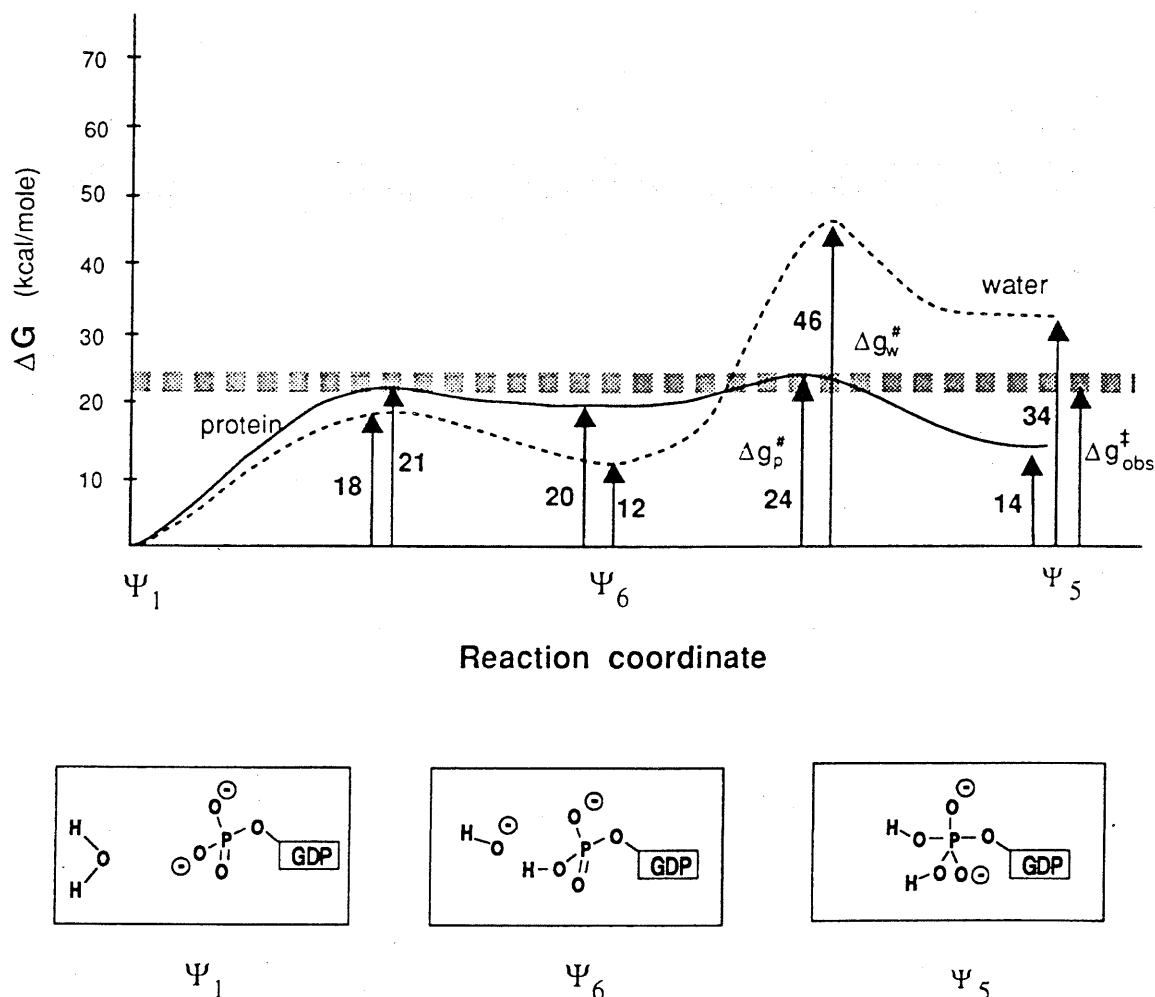 70
60
50
40
30
20
10
ΔG (kcal/mole)
water
46
Δg_w^#
protein
34
Δg_p^#
Δg_obs^‡
18
21
20
12
24
14
Ψ1
Ψ6
Ψ5
Reaction coordinate
H
O
H
O ⊖
P
O
GDP
⊖ O
O
H
O ⊖
O ⊖
P
O
H-O
O
GDP
O ⊖
H
O
P
O
GDP
H
O
O ⊖
Ψ1
Ψ6
Ψ5